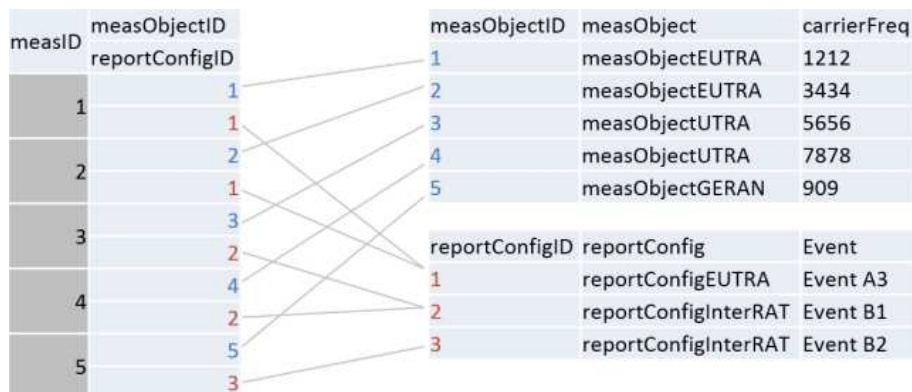 measID measObjectID
reportConfigID
1 1
1
2 2
1
3 3
2
4 4
2
5 5
3
measObjectID measObject carrierFreq
1 measObjectEUTRA 1212
2 measObjectEUTRA 3434
3 measObjectUTRA 5656
4 measObjectUTRA 7878
5 measObjectGERAN 909
reportConfigID reportConfig Event
1 reportConfigEUTRA Event A3
2 reportConfigInterRAT Event B1
3 reportConfigInterRAT Event B2